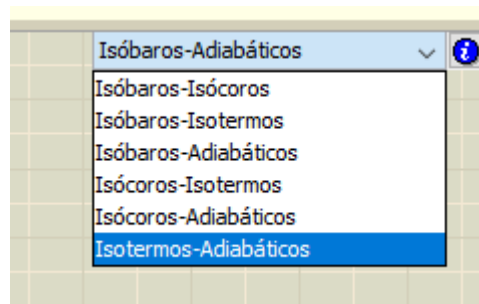 Isóbaros-Adiabáticos
Isóbaros-Isócoros
Isóbaros-Isotermos
Isóbaros-Adiabáticos
Isócoros-Isotermos
Isócoros-Adiabáticos
Isotermos-Adiabáticos